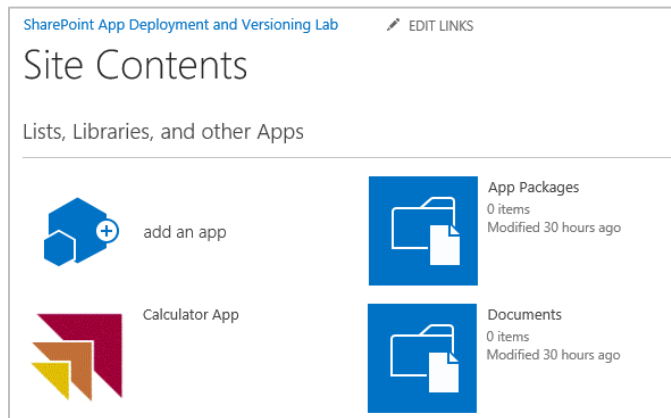 SharePoint App Deployment and Versioning Lab
EDIT LINKS
Site Contents
Lists, Libraries, and other Apps
add an app
App Packages
0 items
Modified 30 hours ago
Calculator App
Documents
0 items
Modified 30 hours ago